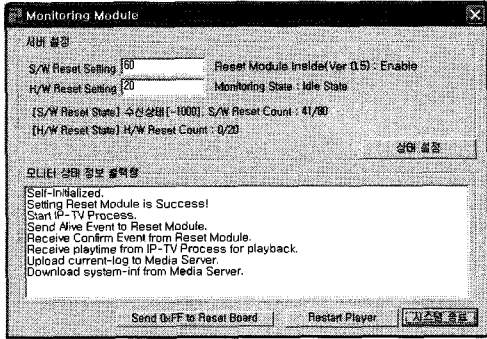 Monitoring Module
서버 설정
S/W Reset Setting 60
Reset Module Inside(Ver 0.5) : Enable
H/W Reset Setting 20
Monitoring State : Idle State
[S/W Reset State] 수신상태[-1000], S/W Reset Count : 41/60
[H/W Reset State] H/W Reset Count : 0/20
상태 설정
모니터 상태 정보 출력창
Self-Initialized.
Setting Reset Module is Success!
Start IP-TV Process.
Send Alive Event to Reset Module.
Receive Confirm Event from Reset Module.
Receive playtime from IP-TV Process for playback.
Upload current-log to Media Server.
Download system-inf from Media Server.
Send 0xFF to Reset Board
Restart Player
시스템 종료